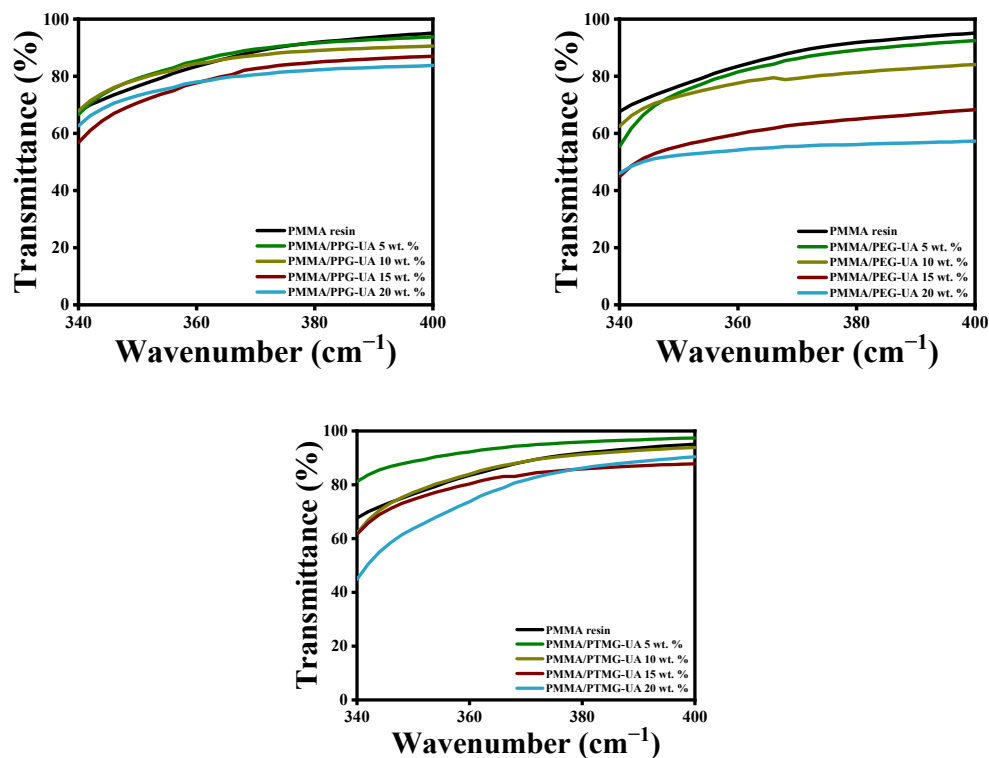 Transmittance (%)
100
80
60
40
20
0
PMMA resin
PMMA/PPG-UA 5 wt. %
PMMA/PPG-UA 10 wt. %
PMMA/PPG-UA 15 wt. %
PMMA/PPG-UA 20 wt. %
340 360 380 400
Wavenumber (cm⁻¹)
Transmittance (%)
100
80
60
40
20
0
PMMA resin
PMMA/PEG-UA 5 wt. %
PMMA/PEG-UA 10 wt. %
PMMA/PEG-UA 15 wt. %
PMMA/PEG-UA 20 wt. %
340 360 380 400
Wavenumber (cm⁻¹)
Transmittance (%)
100
80
60
40
20
0
PMMA resin
PMMA/PTMG-UA 5 wt. %
PMMA/PTMG-UA 10 wt. %
PMMA/PTMG-UA 15 wt. %
PMMA/PTMG-UA 20 wt. %
340 360 380 400
Wavenumber (cm⁻¹)